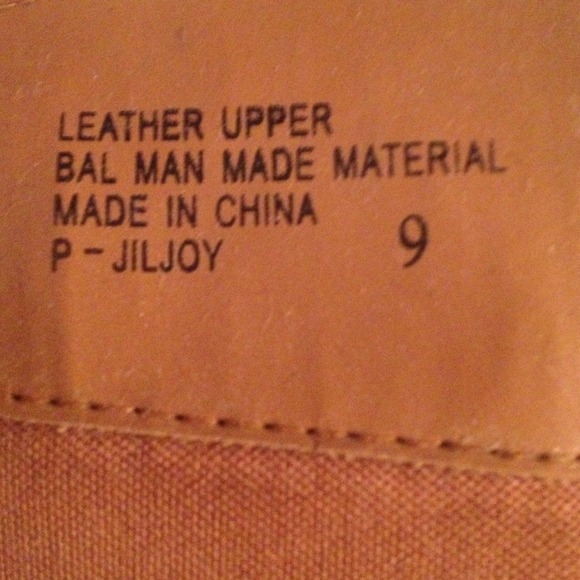 LEATHER UPPER
BAL MAN MADE MATERIAL
MADE IN CHINA
P - JILJOY 9